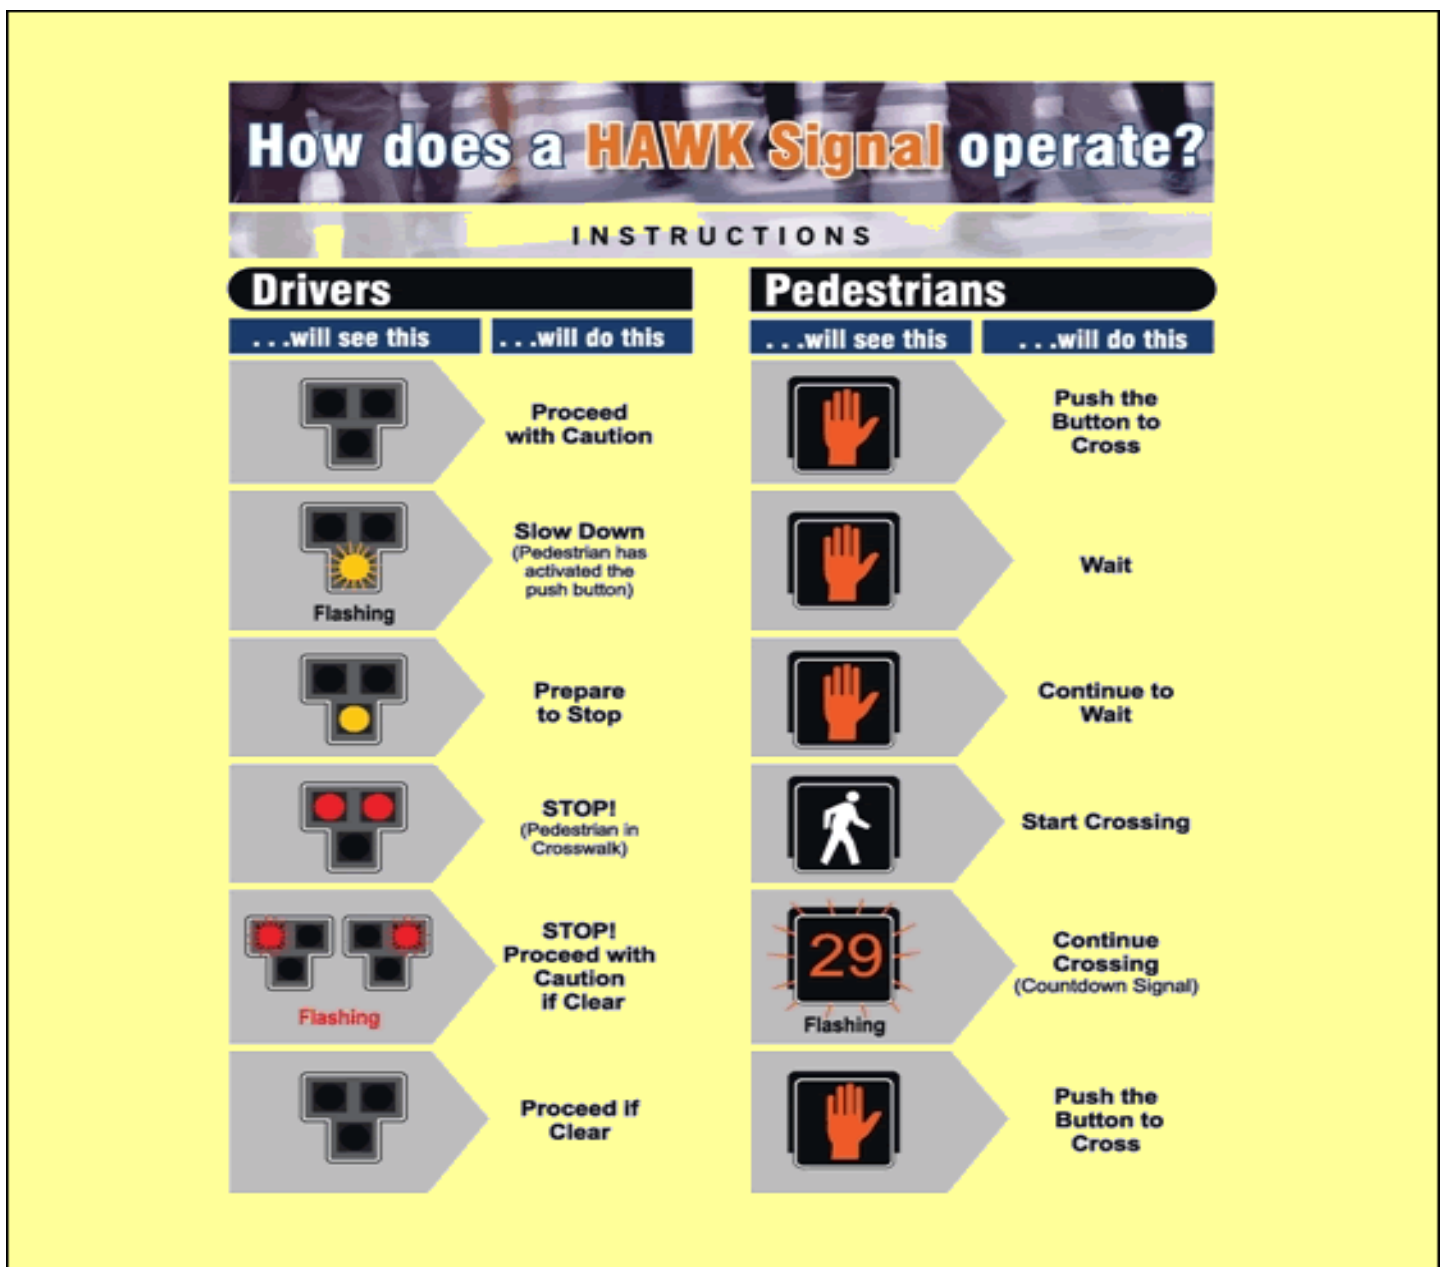 How does a HAWK Signal operate?
INSTRUCTIONS
Drivers
...will see this
...will do this
Proceed
with Caution
Flashing
Slow Down
(Pedestrian has
activated the
push button)
Prepare
to Stop
STOP!
(Pedestrian in
Crosswalk)
Flashing
STOP!
Proceed with
Caution
if Clear
Proceed if
Clear
Pedestrians
...will see this
...will do this
Push the
Button to
Cross
Wait
Continue to
Wait
Start Crossing
29
Flashing
Continue
Crossing
(Countdown Signal)
Push the
Button to
Cross